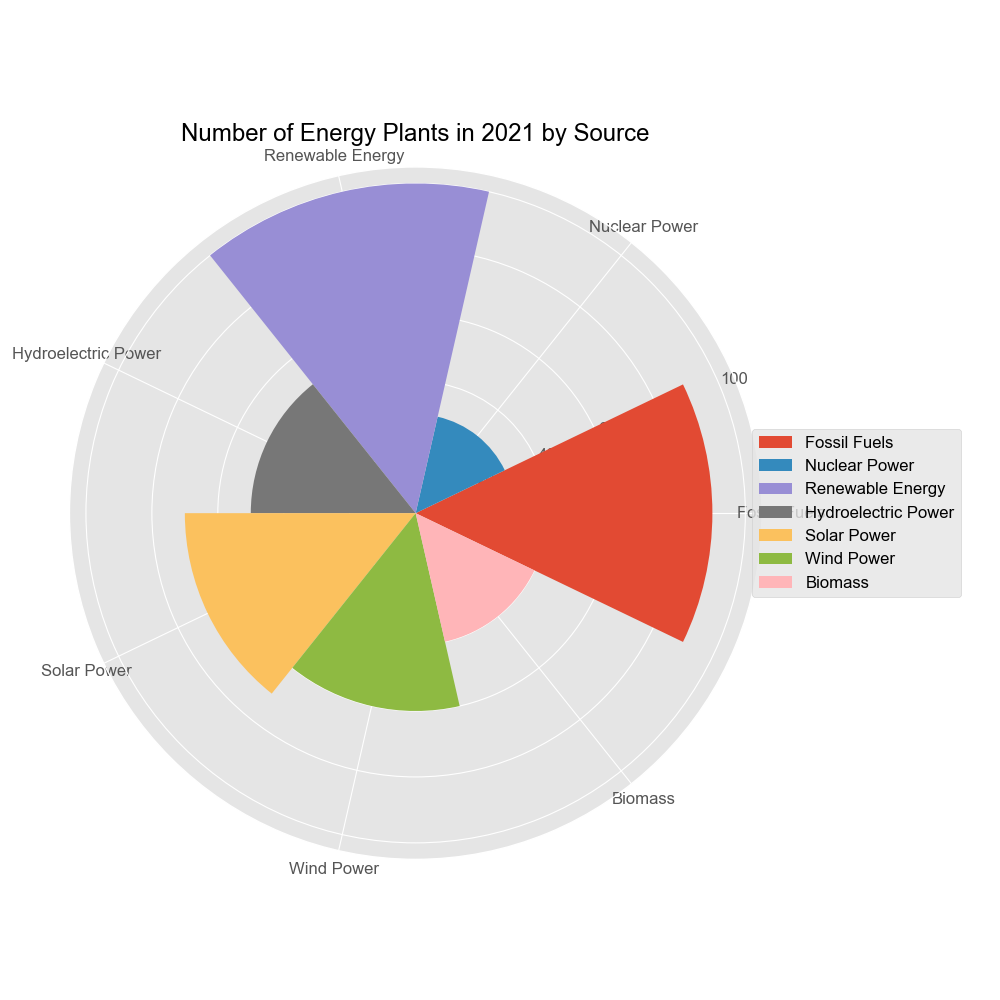 Number of Energy Plants in 2021 by Source
Renewable Energy
Nuclear Power
Hydroelectric Power
100
Fossil Fuels
Nuclear Power
Renewable Energy
Hydroelectric Power
Solar Power
Wind Power
Biomass
Solar Power
Biomass
Wind Power